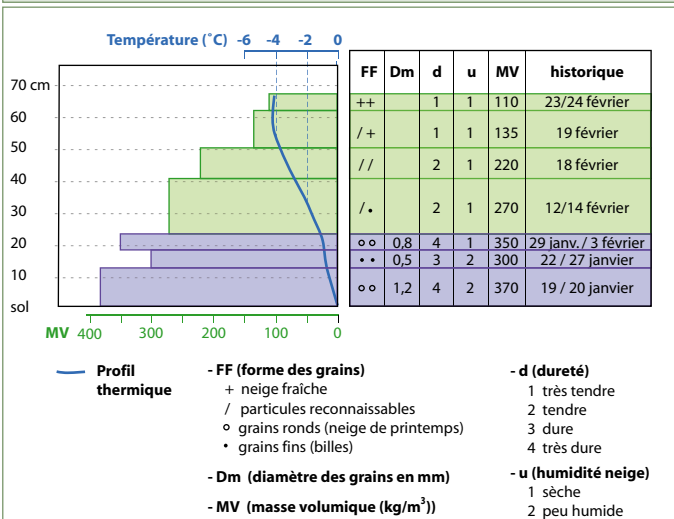 Température (˚C) -6 -4 -2 0
FF Dm d u MV historique
70 cm
++ 1 1 110 23/24 février
60
/ + 1 1 135 19 février
50
/ / 2 1 220 18 février
40
/ • 2 1 270 12/14 février
30
20
∘ ∘ 0,8 4 1 350 29 janv. / 3 février
• • 0,5 3 2 300 22 / 27 janvier
10
∘ ∘ 1,2 4 2 370 19 / 20 janvier
sol
MV 400 300 200 100 0
Profil
thermique
- FF (forme des grains)
+ neige fraîche
/ particules reconnaissables
∘ grains ronds (neige de printemps)
• grains fins (billes)
- Dm (diamètre des grains en mm)
- MV (masse volumique (kg/m³))
- d (dureté)
1 très tendre
2 tendre
3 dure
4 très dure
- u (humidité neige)
1 sèche
2 peu humide